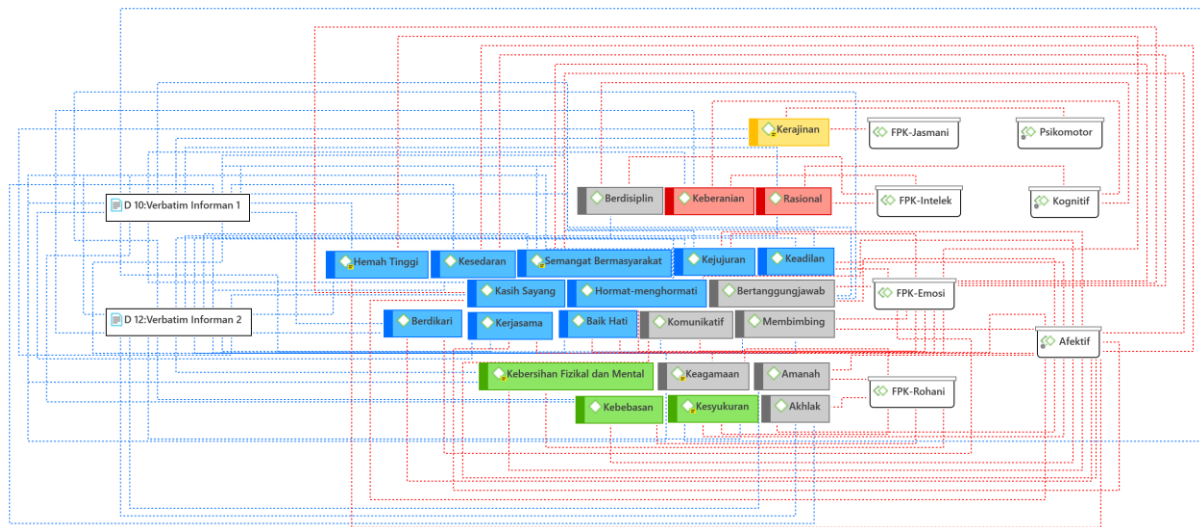 Kerajinan
FPK-Jasmani
Psikomotor
D 10:Verbatim Informan 1
Berdisiplin
Keberanian
Rasional
FPK-Intelek
Kognitif
Hemah Tinggi
Kesedaran
Semangat Bermasyarakat
Kejujuran
Keadilan
Kasih Sayang
Hormat-menghormati
Bertanggungjawab
FPK-Emosi
D 12:Verbatim Informan 2
Berdikari
Kerjasama
Baik Hati
Komunikatif
Membimbing
Afektif
Kebersihan Fizikal dan Mental
Keagamaan
Amanah
FPK-Rohani
Kebebasan
Kesyukuran
Akhlak